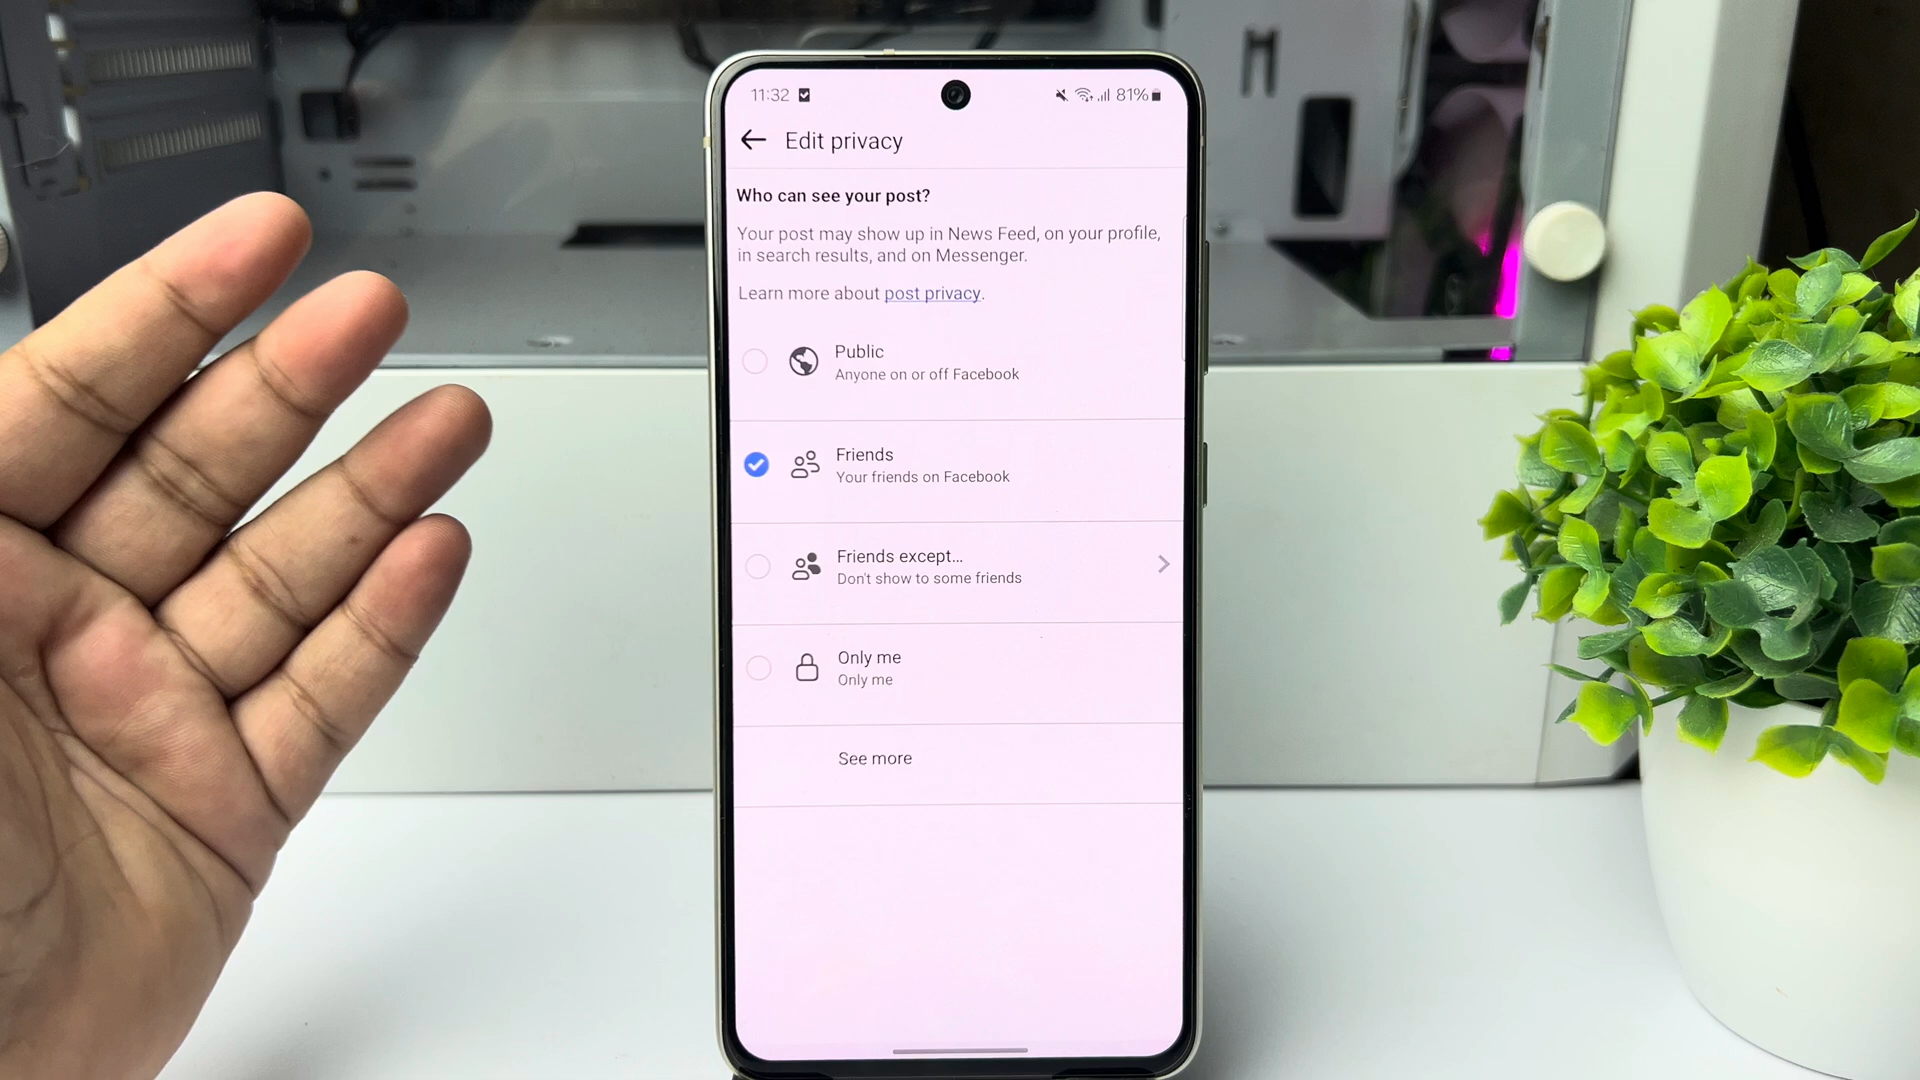 11:32 81%
Edit privacy
Who can see your post?
Your post may show up in News Feed, on your profile,
in search results, and on Messenger.
Learn more about post privacy.
Public
Anyone on or off Facebook
Friends
Your friends on Facebook
Friends except...
Don't show to some friends
Only me
Only me
See more